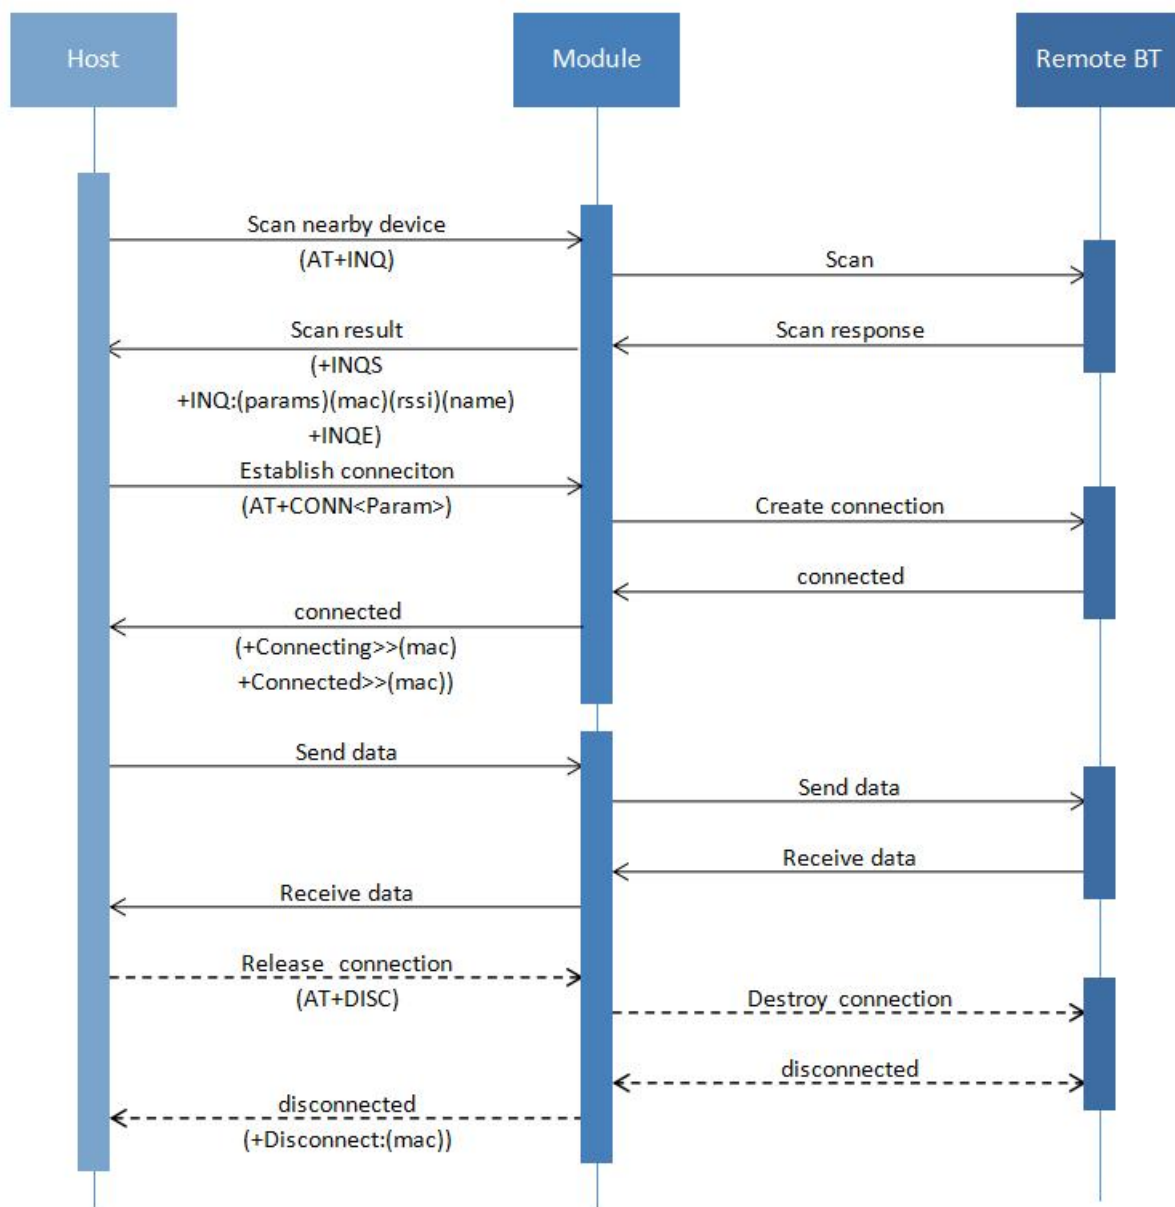 Host
Module
Remote BT
Scan nearby device
(AT+INQ)
Scan
Scan result
Scan response
(+INQS
+INQ:(params)(mac)(rssi)(name)
+INQE)
Establish conneciton
(AT+CONN<Param>)
Create connection
connected
connected
(+Connecting>>(mac)
+Connected>>(mac))
Send data
Send data
Receive data
Receive data
Release connection
(AT+DISC)
Destroy connection
disconnected
disconnected
(+Disconnect:(mac))